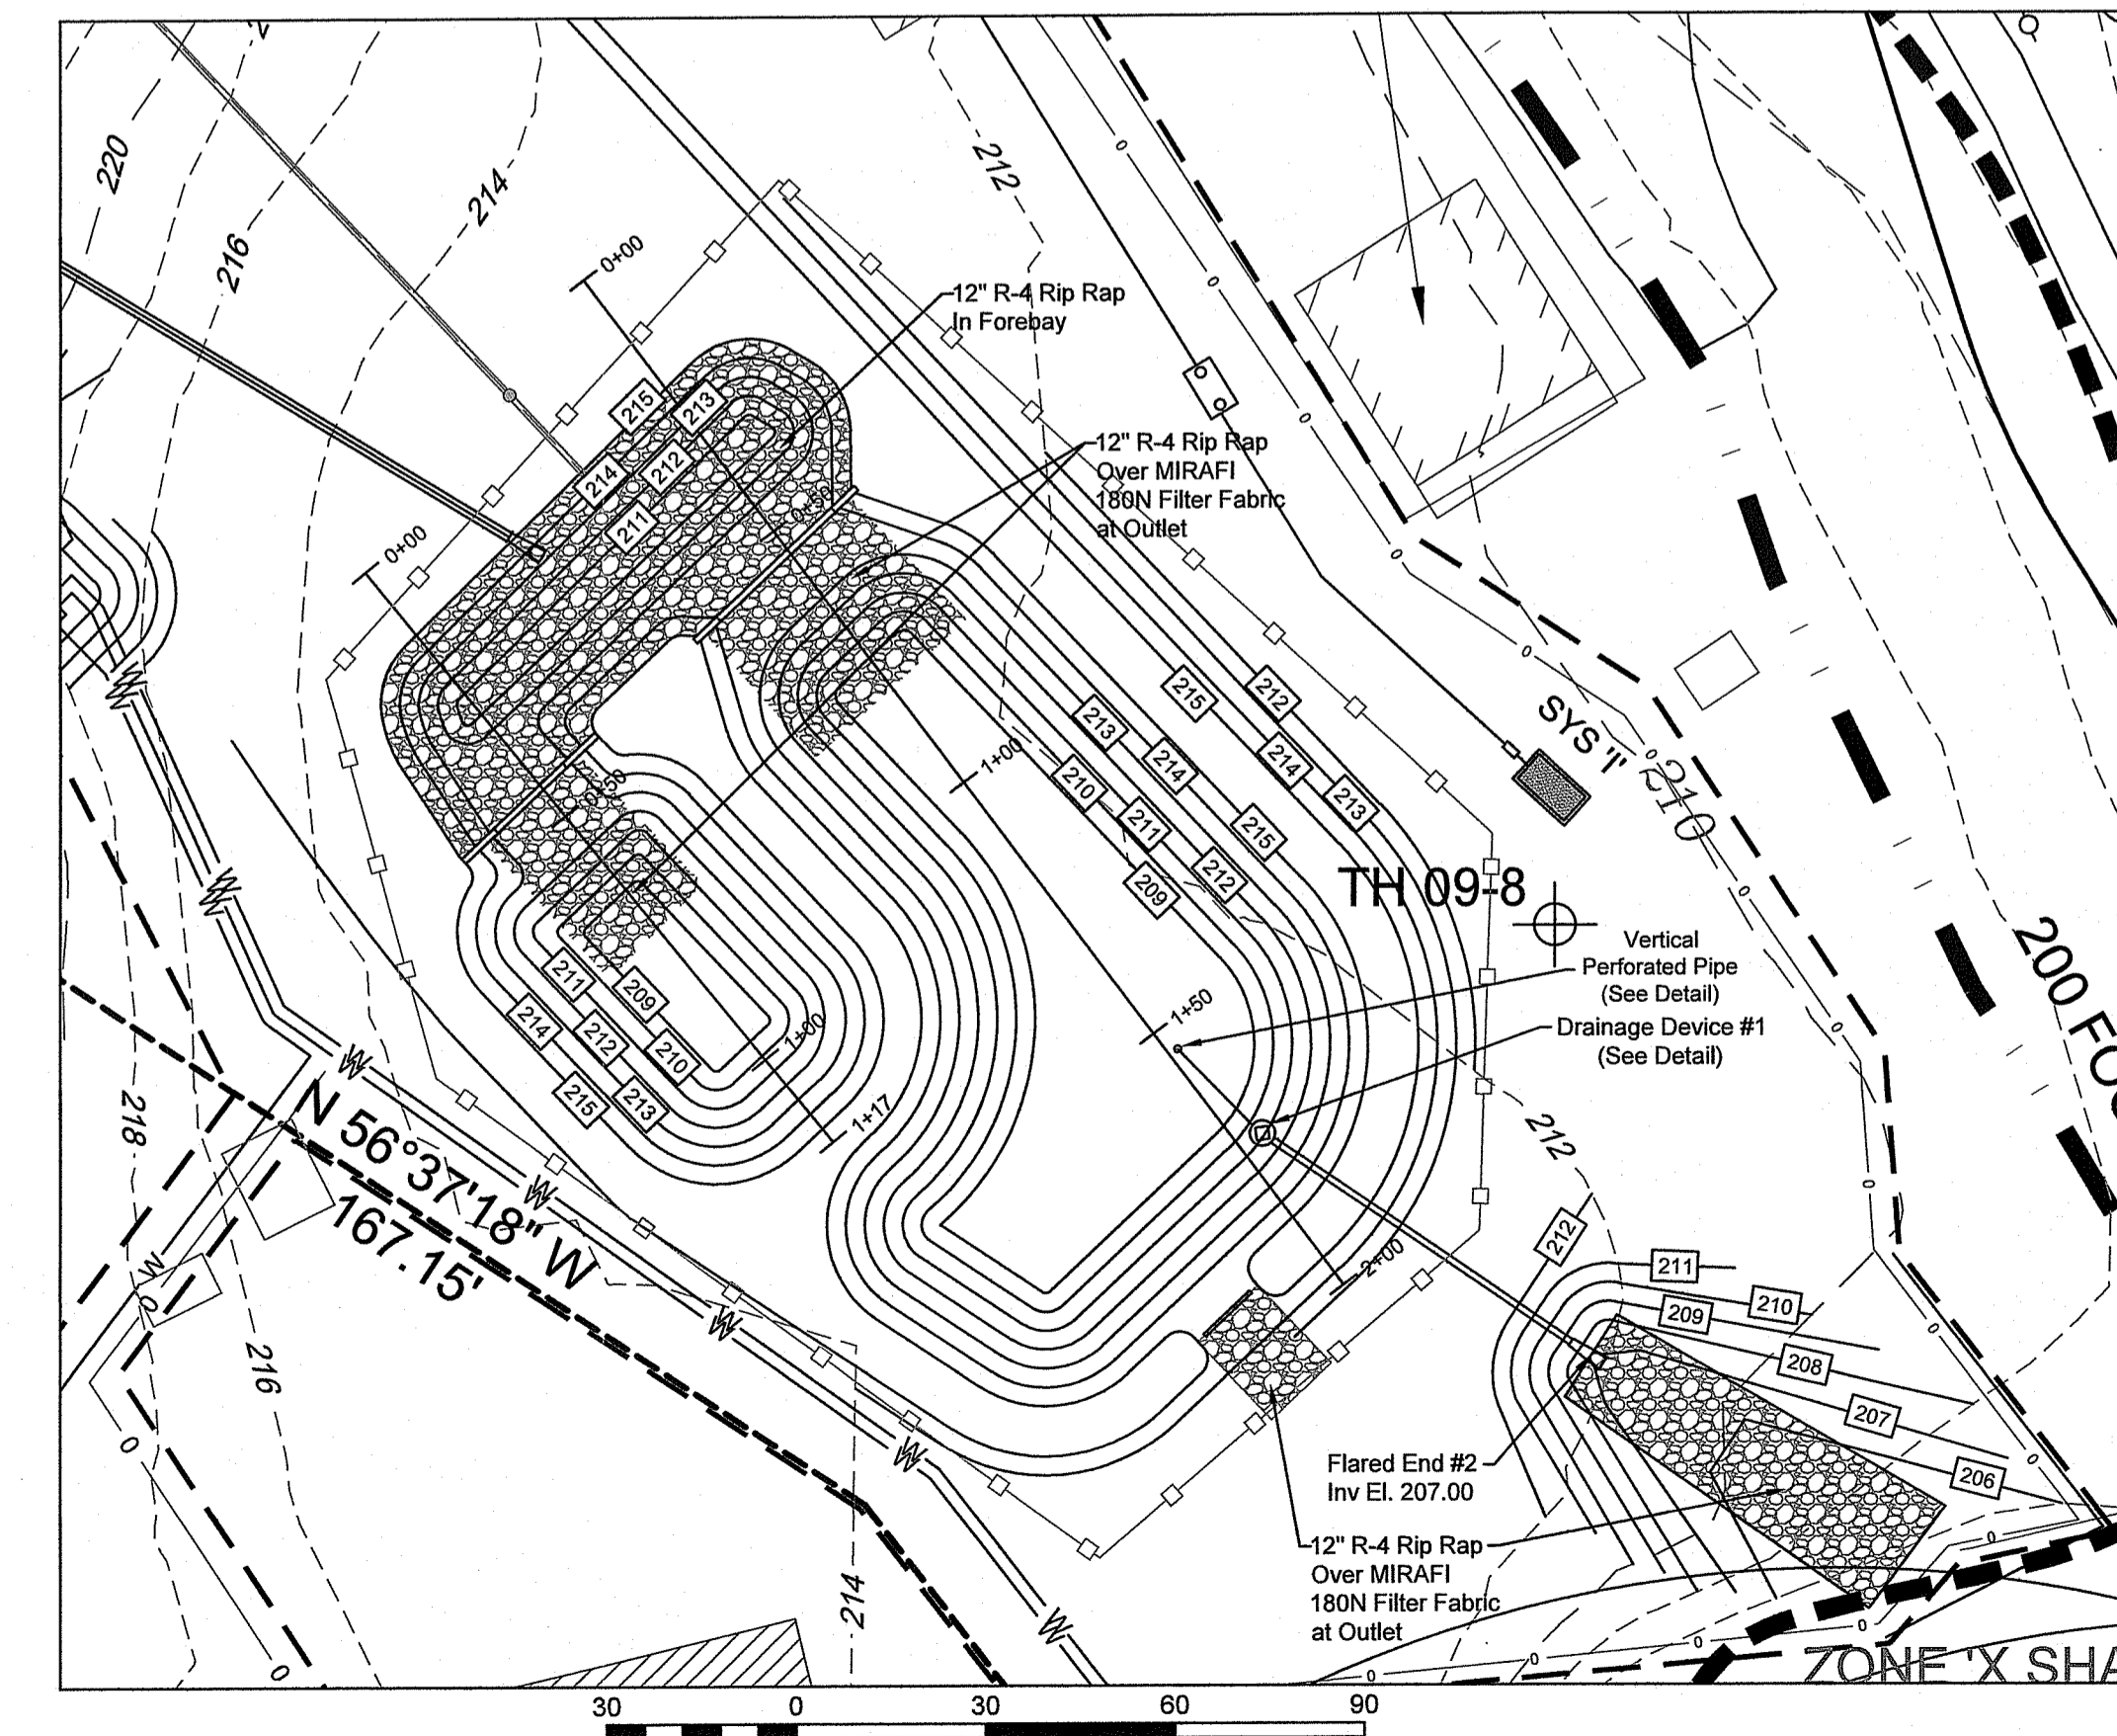 220
216
214
212
0+00
12" R-4 Rip Rap
In Forebay
215
213
214
212
211
0+50
12" R-4 Rip Rap
Over MIRAFI
180N Filter Fabric
at Outlet
0+00
0+50
1+00
215
212
213
214
214
213
210
211
215
212
209
SYS 'I'
210
TH 09-8
Vertical
Perforated Pipe
(See Detail)
1+50
Drainage Device #1
(See Detail)
200 FO
211
209
214
212
210
1+00
215
213
1+17
218
N 56°37'18" W
167.15'
W
W
W
W
W
W
W
212
2+00
212
211
210
209
208
207
206
216
214
Flared End #2
Inv El. 207.00
12" R-4 Rip Rap
Over MIRAFI
180N Filter Fabric
at Outlet
ZONE 'X SHA
30 0 30 60 90